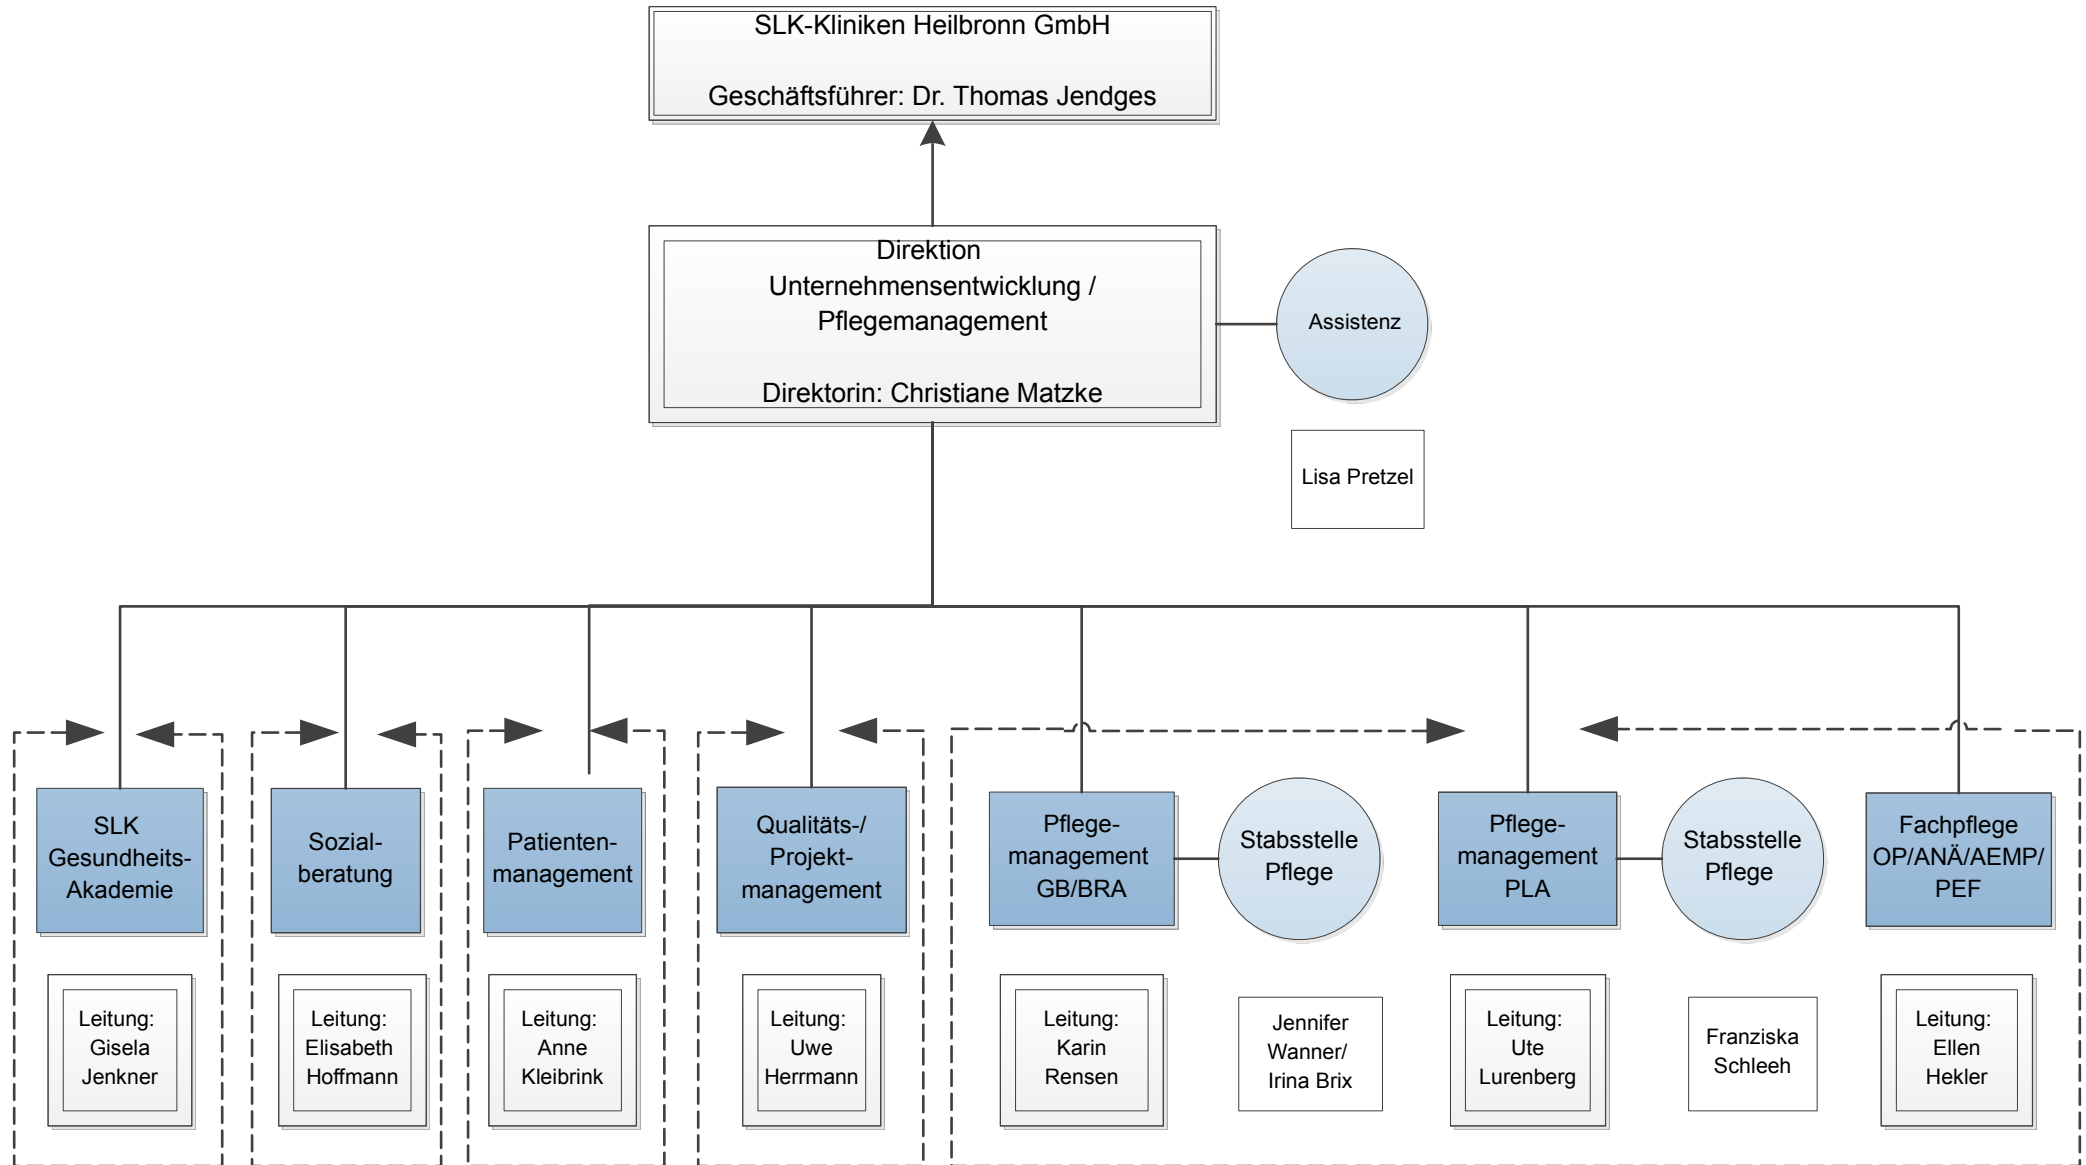 SLK-Kliniken Heilbronn GmbH
Geschäftsführer: Dr. Thomas Jendges
Direktion
Unternehmensentwicklung /
Pflegemanagement
Direktorin: Christiane Matzke
Assistenz
Lisa Pretzel
SLK
Gesundheits-
Akademie
Sozial-
beratung
Patienten-
management
Qualitäts-/
Projekt-
management
Pflege-
management
GB/BRA
Stabsstelle
Pflege
Pflege-
management
PLA
Stabsstelle
Pflege
Fachpflege
OP/ANÄ/AEMP/
PEF
Leitung:
Gisela
Jenkner
Leitung:
Elisabeth
Hoffmann
Leitung:
Anne
Kleibrink
Leitung:
Uwe
Herrmann
Leitung:
Karin
Rensen
Jennifer
Wanner/
Irina Brix
Leitung:
Ute
Lurenberg
Franziska
Schleeh
Leitung:
Ellen
Hekler